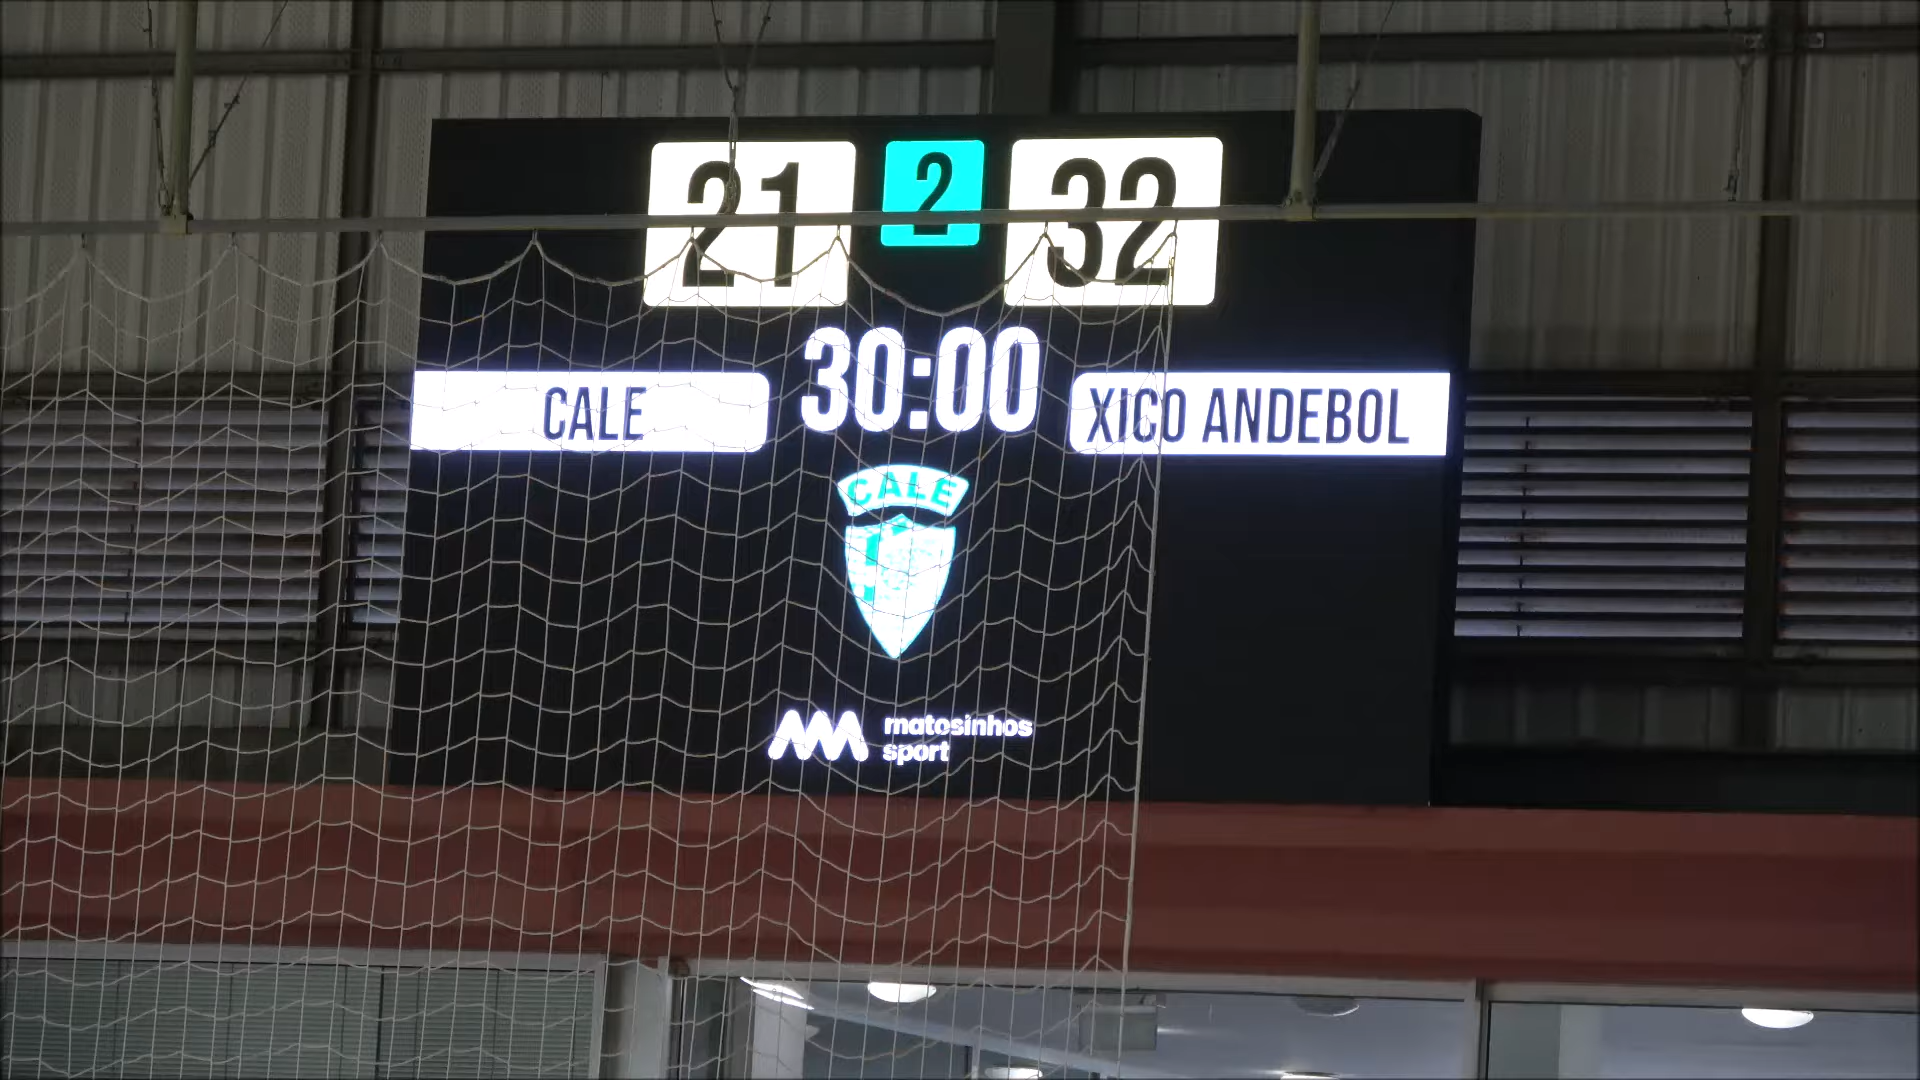 21 2 32
30:00
CALE XICO ANDEBOL
CALE
matosinhos
sport